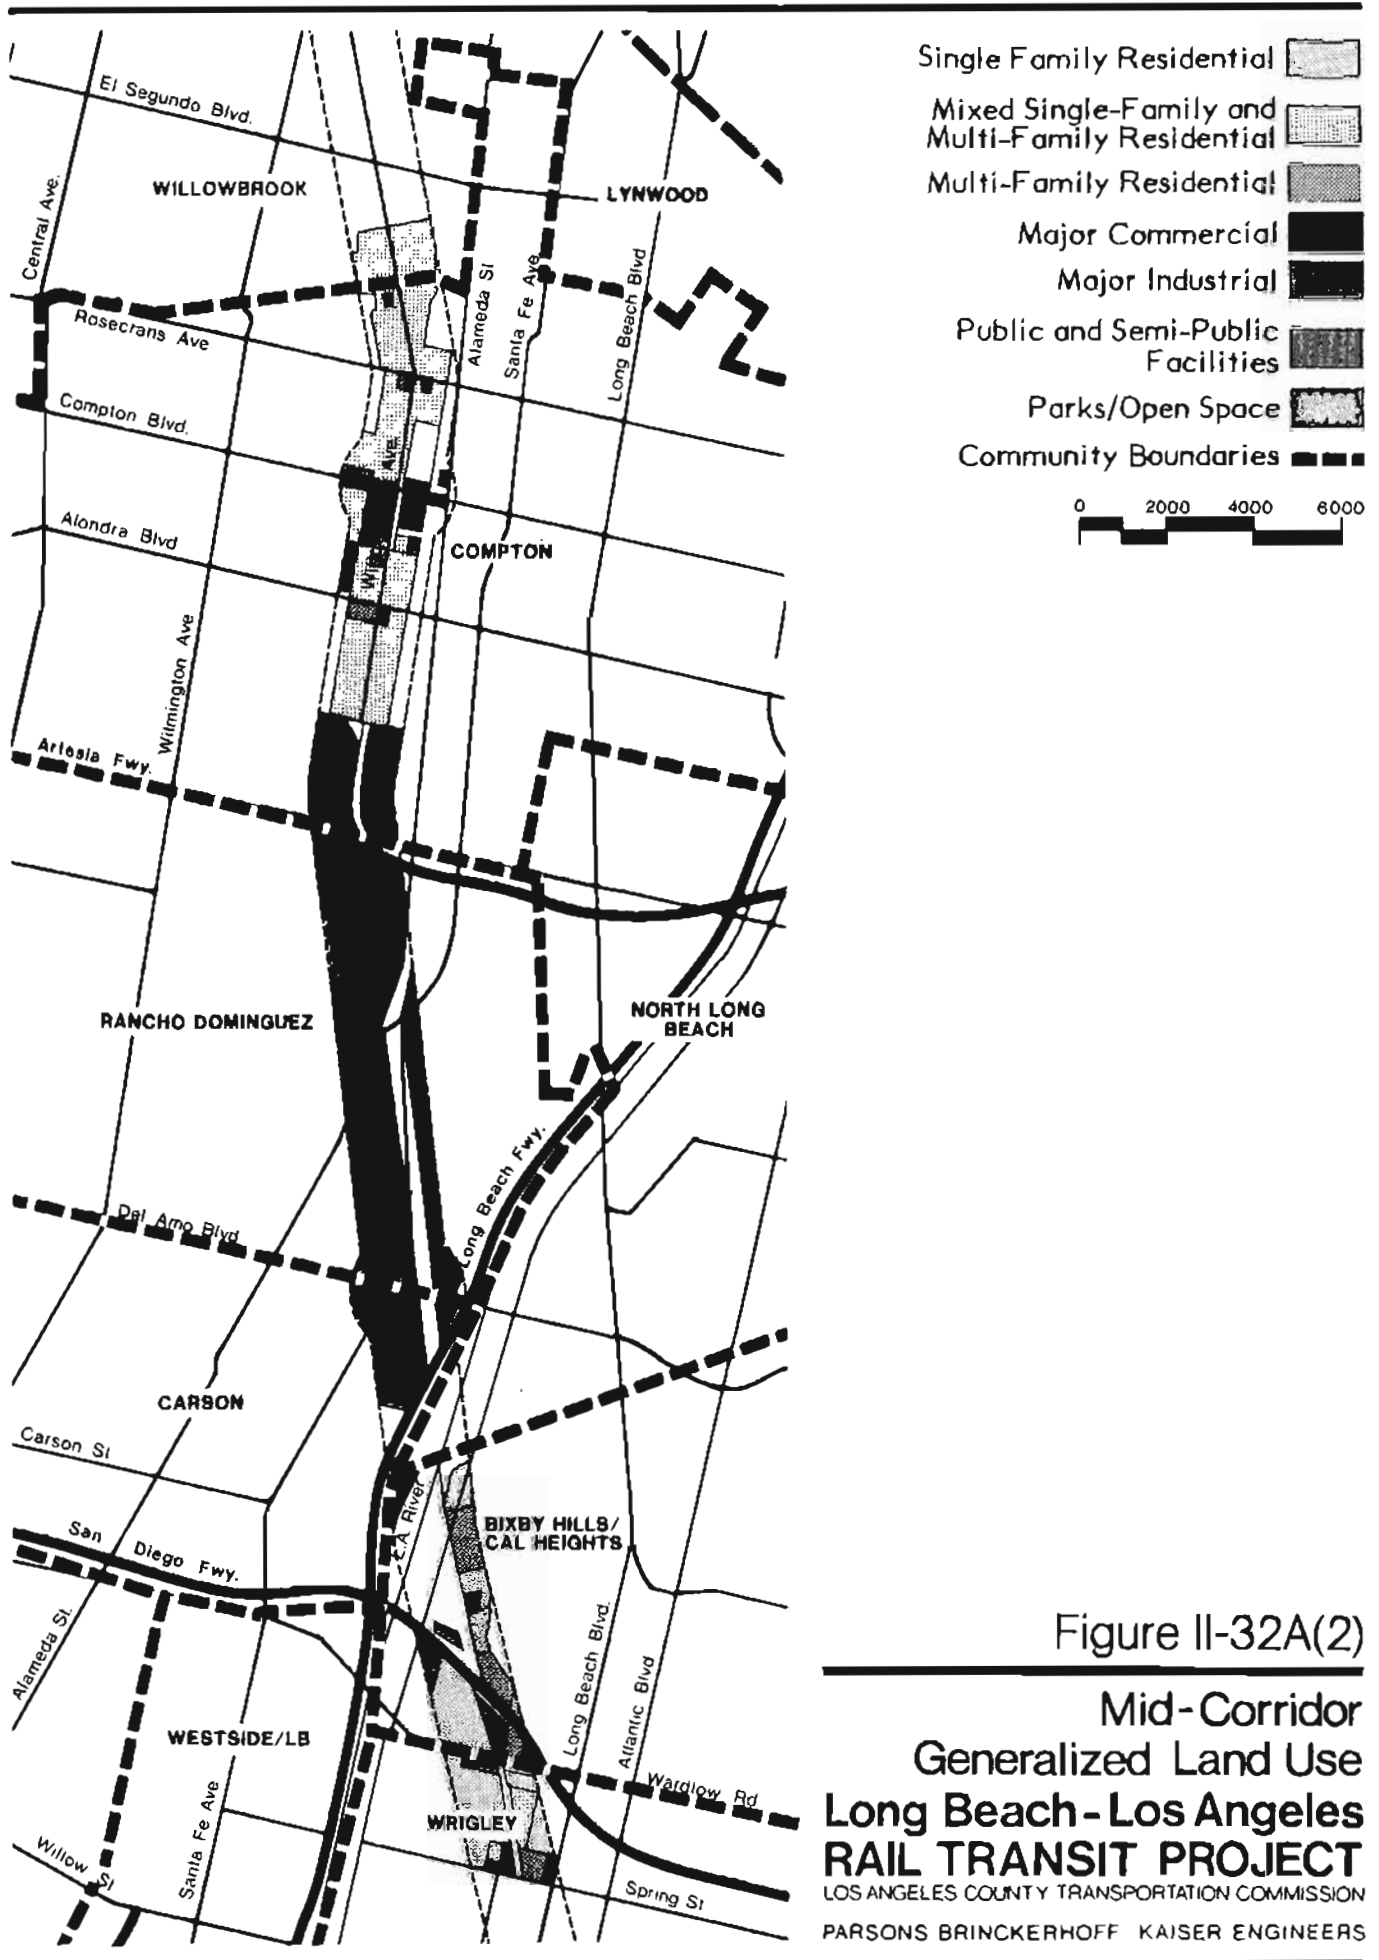 Single Family Residential
Mixed Single-Family and
Multi-Family Residential
Multi-Family Residential
Major Commercial
Major Industrial
Public and Semi-Public
Facilities
Parks/Open Space
Community Boundaries
0 2000 4000 6000
El Segundo Blvd.
WILLOWBROOK
LYNWOOD
Central Ave.
Alameda St
Santa Fe Ave
Long Beach Blvd
Rosecrans Ave
Compton Blvd.
Ave
Alondra Blvd
COMPTON
Wilmington Ave
Artesia Fwy.
RANCHO DOMINGUEZ
NORTH LONG
BEACH
Long Beach Fwy.
Del Amo Blvd
CARSON
Carson St
L.A. River
BIXBY HILLS/
CAL HEIGHTS
San Diego Fwy.
Alameda St.
Long Beach Blvd.
Atlantic Blvd
WESTSIDE/LB
Wardlow Rd
Santa Fe Ave
WRIGLEY
Willow St
Spring St
Figure II-32A(2)
Mid-Corridor
Generalized Land Use
Long Beach-Los Angeles
RAIL TRANSIT PROJECT
LOS ANGELES COUNTY TRANSPORTATION COMMISSION
PARSONS BRINCKERHOFF KAISER ENGINEERS